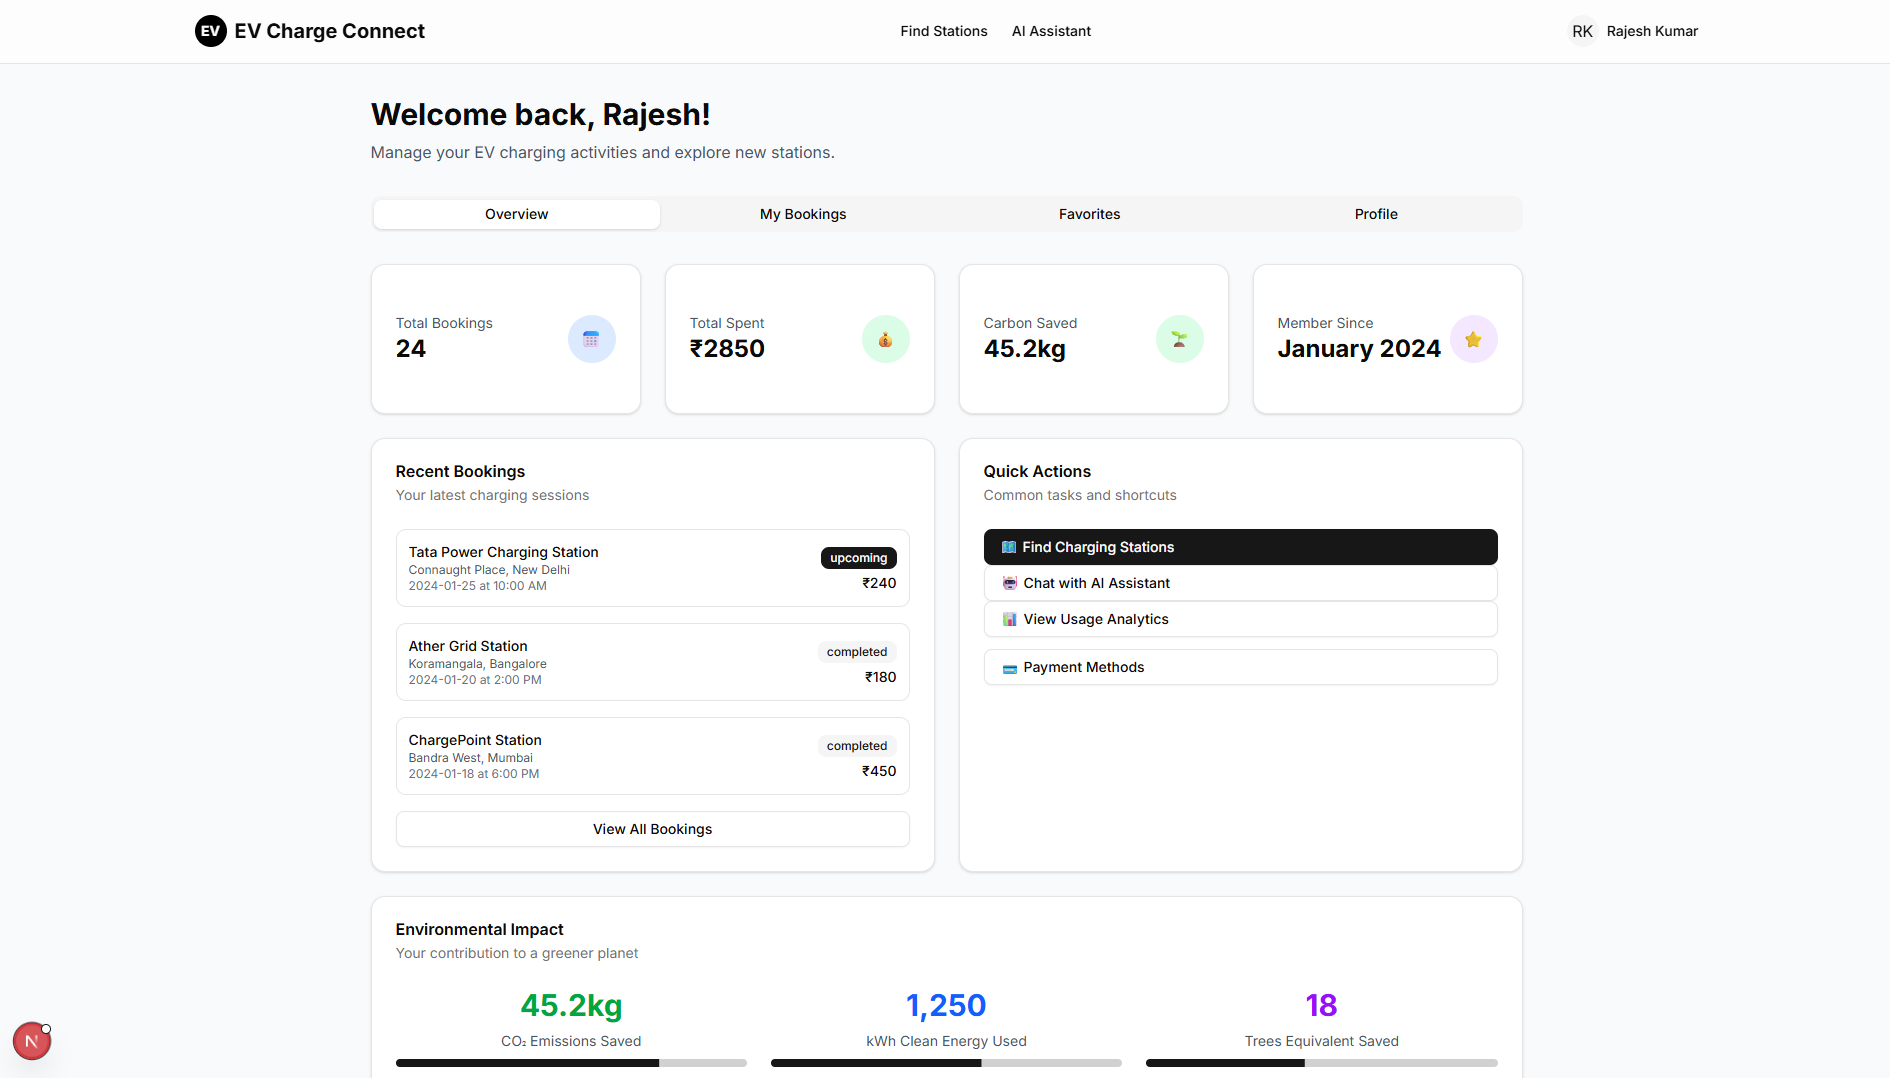 EV EV Charge Connect
Find Stations
AI Assistant
RK Rajesh Kumar
Welcome back, Rajesh!
Manage your EV charging activities and explore new stations.
Overview
My Bookings
Favorites
Profile
Total Bookings
24
Total Spent
₹2850
Carbon Saved
45.2kg
Member Since
January 2024
Recent Bookings
Your latest charging sessions
Tata Power Charging Station
Connaught Place, New Delhi
2024-01-25 at 10:00 AM
upcoming
₹240
Ather Grid Station
Koramangala, Bangalore
2024-01-20 at 2:00 PM
completed
₹180
ChargePoint Station
Bandra West, Mumbai
2024-01-18 at 6:00 PM
completed
₹450
View All Bookings
Quick Actions
Common tasks and shortcuts
Find Charging Stations
Chat with AI Assistant
View Usage Analytics
Payment Methods
Environmental Impact
Your contribution to a greener planet
45.2kg
CO₂ Emissions Saved
1,250
kWh Clean Energy Used
18
Trees Equivalent Saved
N